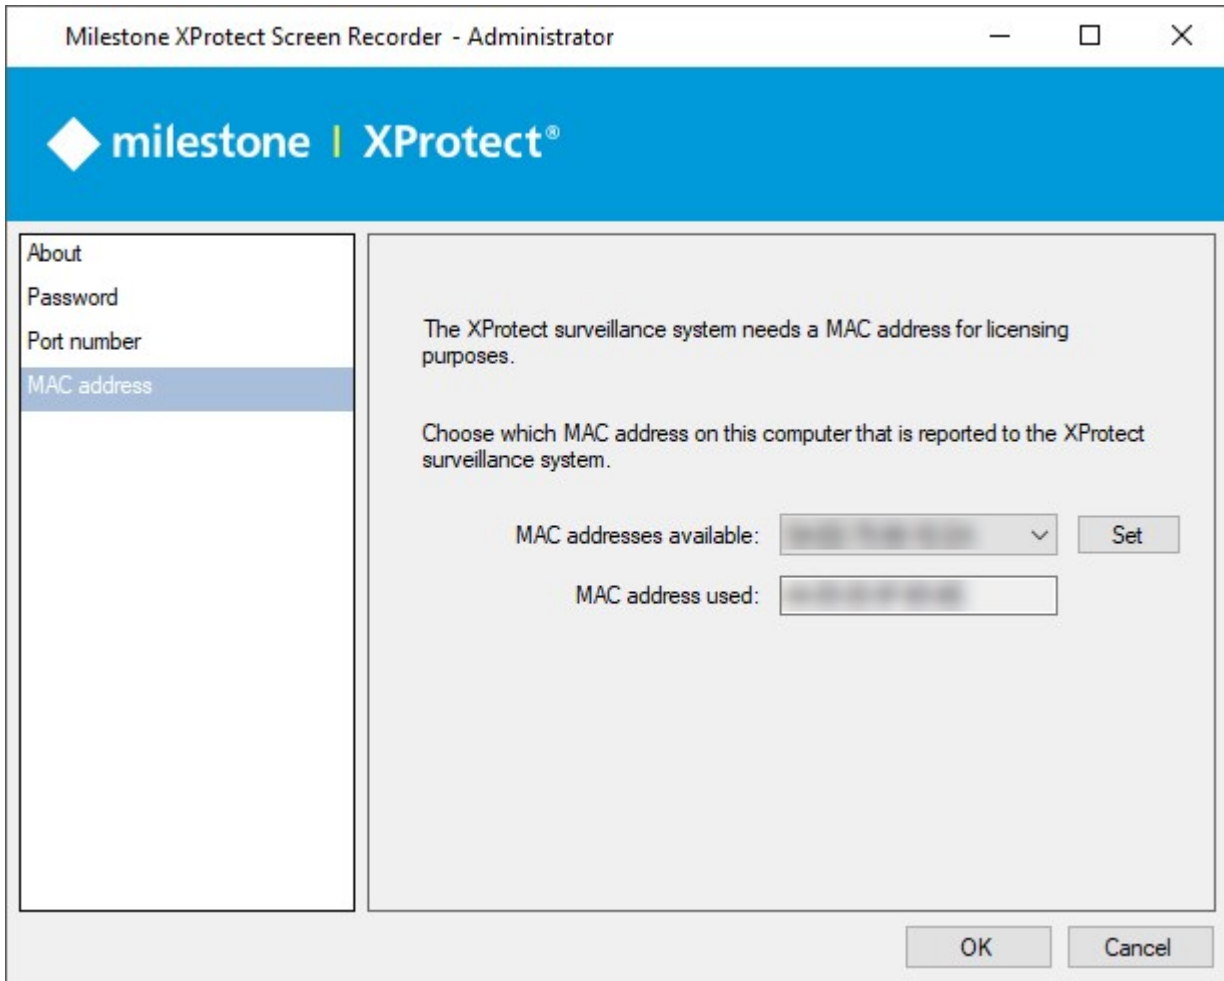 Milestone XProtect Screen Recorder - Administrator
milestone | XProtect®
About
Password
Port number
MAC address
The XProtect surveillance system needs a MAC address for licensing
purposes.
Choose which MAC address on this computer that is reported to the XProtect
surveillance system.
MAC addresses available:
Set
MAC address used:
OK
Cancel